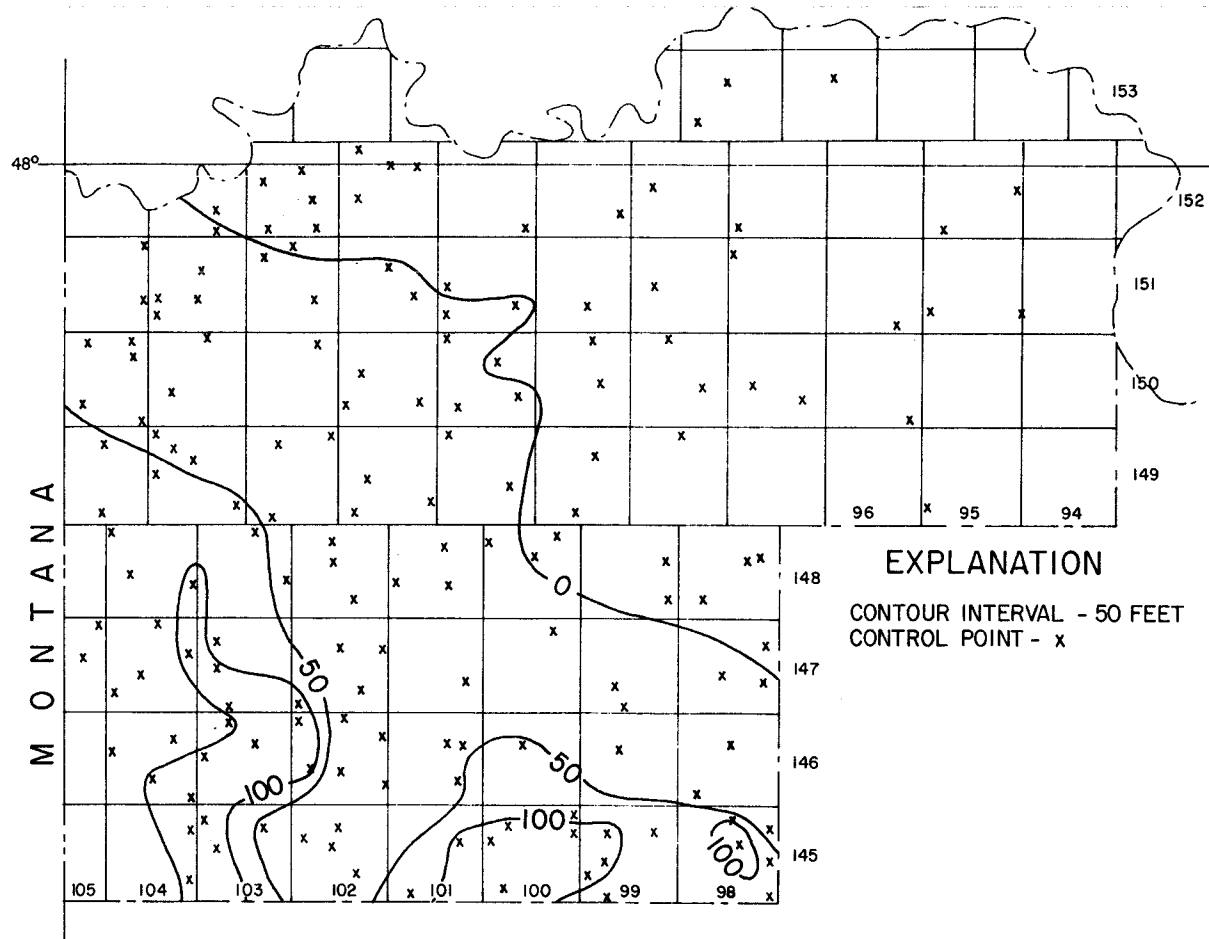 153
48°
152
151
150
149
96 95 94
MONTANA
EXPLANATION
CONTOUR INTERVAL - 50 FEET
CONTROL POINT - x
148
0
147
50
146
50
100
100
100
145
105 104 103 102 101 100 99 98